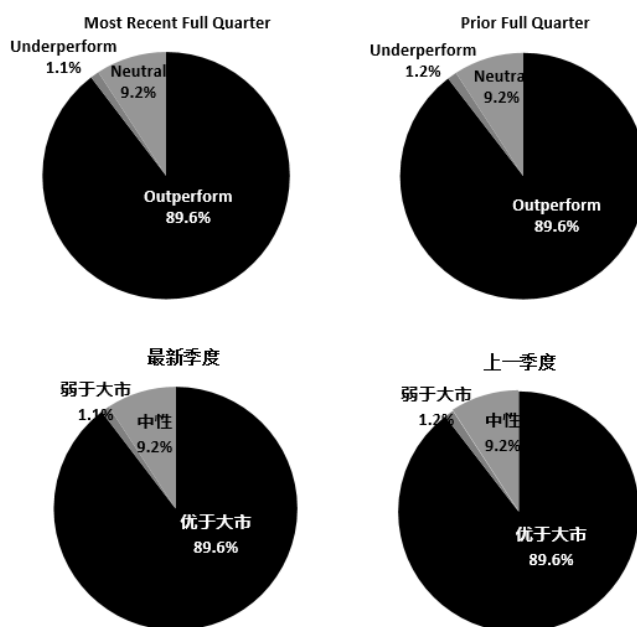 Most Recent Full Quarter
Underperform
1.1%
Neutral
9.2%
Outperform
89.6%
Prior Full Quarter
Underperform
1.2%
Neutra
9.2%
Outperform
89.6%
最新季度
弱于大市
1.1%
中性
9.2%
优于大市
89.6%
上一季度
弱于大市
1.2%
中性
9.2%
优于大市
89.6%